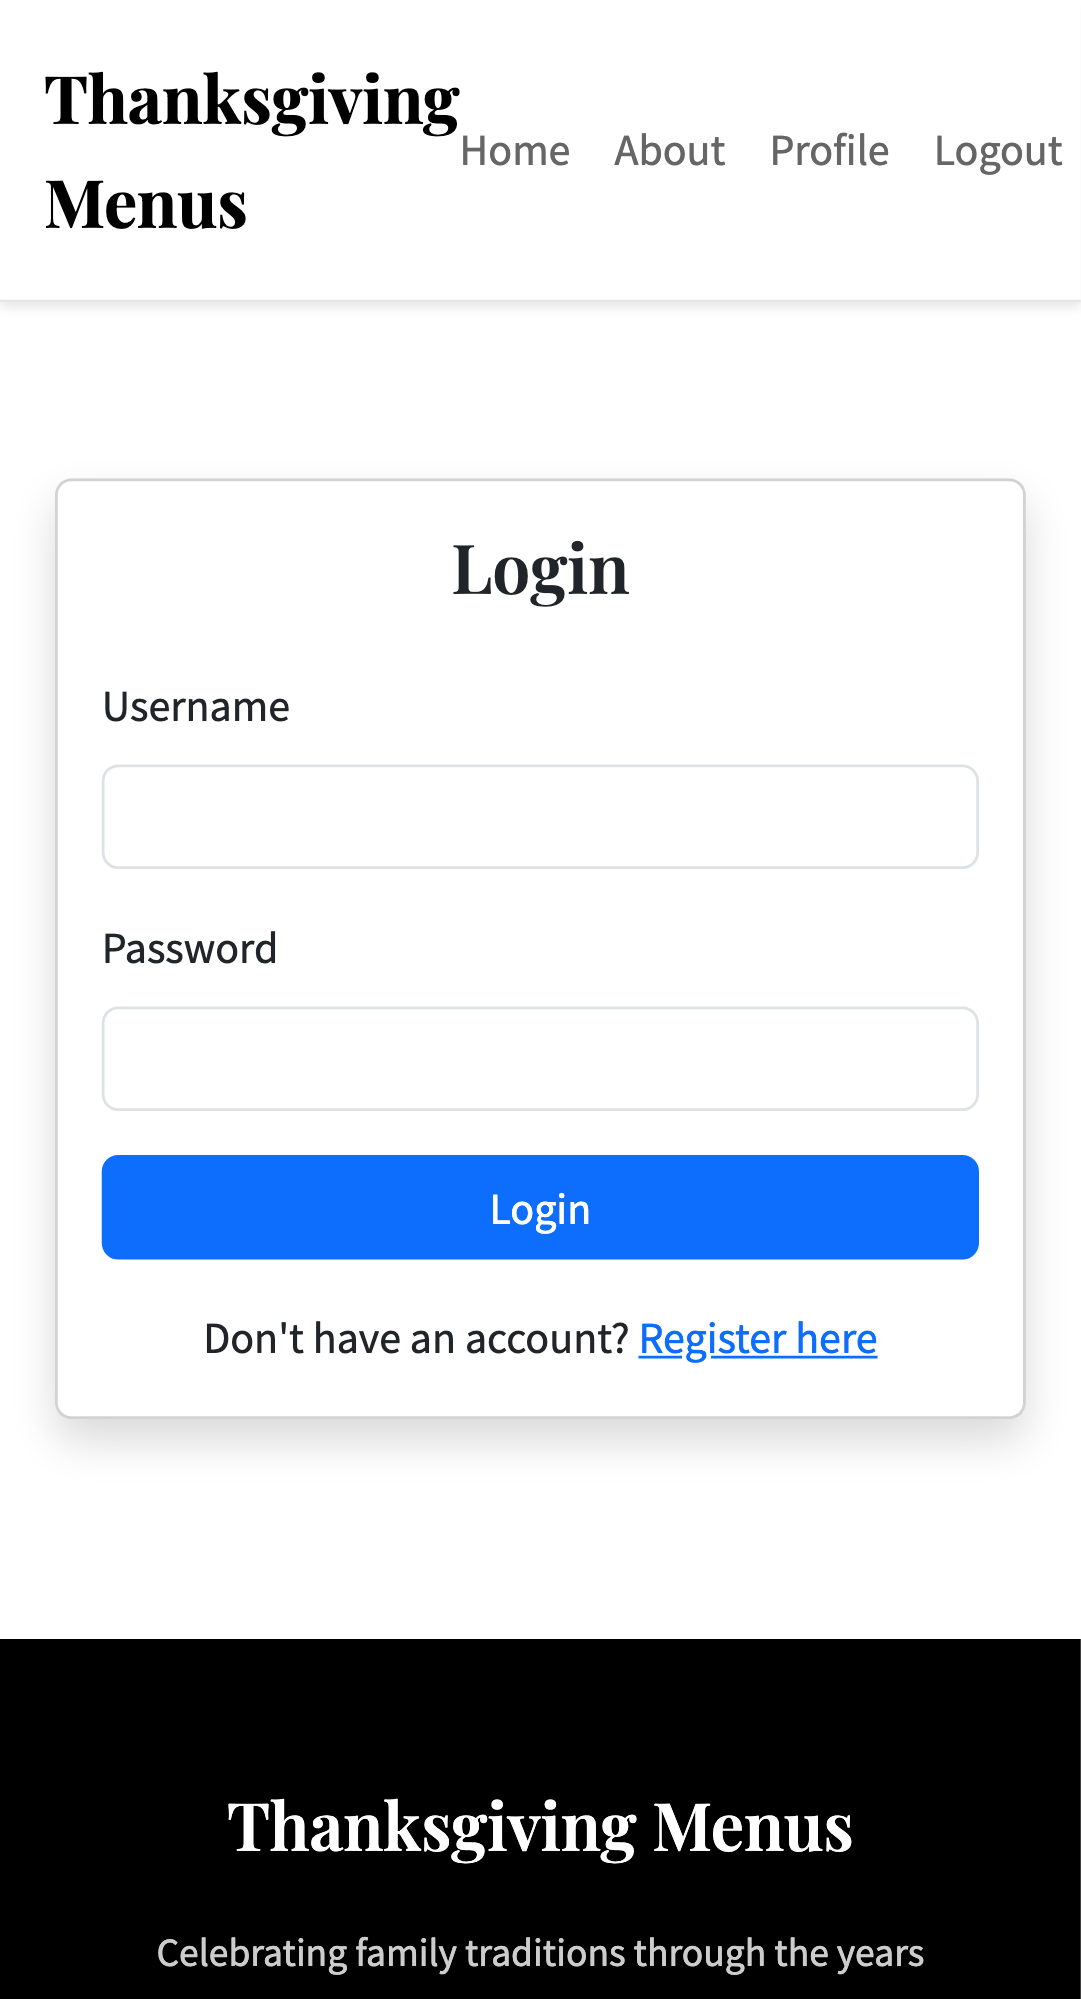 Thanksgiving
Menus
Home About Profile Logout
Login
Username
Password
Login
Don't have an account? Register here
Thanksgiving Menus
Celebrating family traditions through the years